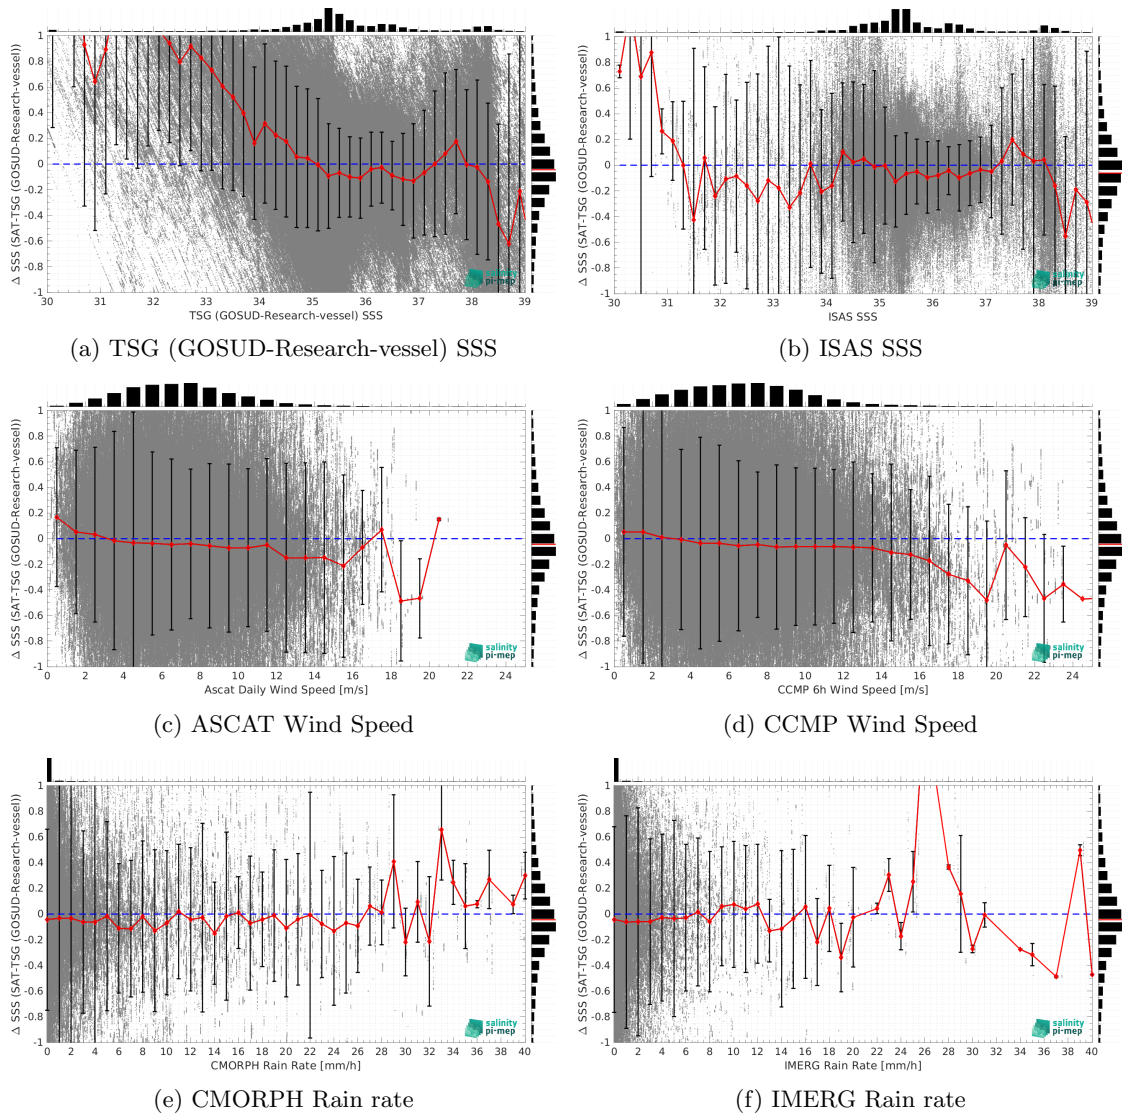 1
0.8
0.6
0.4
0.2
0
-0.2
-0.4
-0.6
-0.8
-1
Δ SSS (SAT-TSG (GOSUD-Research-vessel))
30 31 32 33 34 35 36 37 38 39
TSG (GOSUD-Research-vessel) SSS
salinity
pi-mep
(a) TSG (GOSUD-Research-vessel) SSS
1
0.8
0.6
0.4
0.2
0
-0.2
-0.4
-0.6
-0.8
-1
Δ SSS (SAT-TSG (GOSUD-Research-vessel))
30 31 32 33 34 35 36 37 38 39
ISAS SSS
salinity
pi-mep
(b) ISAS SSS
1
0.8
0.6
0.4
0.2
0
-0.2
-0.4
-0.6
-0.8
-1
Δ SSS (SAT-TSG (GOSUD-Research-vessel))
0 2 4 6 8 10 12 14 16 18 20 22 24
Ascat Daily Wind Speed [m/s]
salinity
pi-mep
(c) ASCAT Wind Speed
1
0.8
0.6
0.4
0.2
0
-0.2
-0.4
-0.6
-0.8
-1
Δ SSS (SAT-TSG (GOSUD-Research-vessel))
0 2 4 6 8 10 12 14 16 18 20 22 24
CCMP 6h Wind Speed [m/s]
salinity
pi-mep
(d) CCMP Wind Speed
1
0.8
0.6
0.4
0.2
0
-0.2
-0.4
-0.6
-0.8
-1
Δ SSS (SAT-TSG (GOSUD-Research-vessel))
0 2 4 6 8 10 12 14 16 18 20 22 24 26 28 30 32 34 36 38 40
CMORPH Rain Rate [mm/h]
salinity
pi-mep
(e) CMORPH Rain rate
1
0.8
0.6
0.4
0.2
0
-0.2
-0.4
-0.6
-0.8
-1
Δ SSS (SAT-TSG (GOSUD-Research-vessel))
0 2 4 6 8 10 12 14 16 18 20 22 24 26 28 30 32 34 36 38 40
IMERG Rain Rate [mm/h]
salinity
pi-mep
(f) IMERG Rain rate